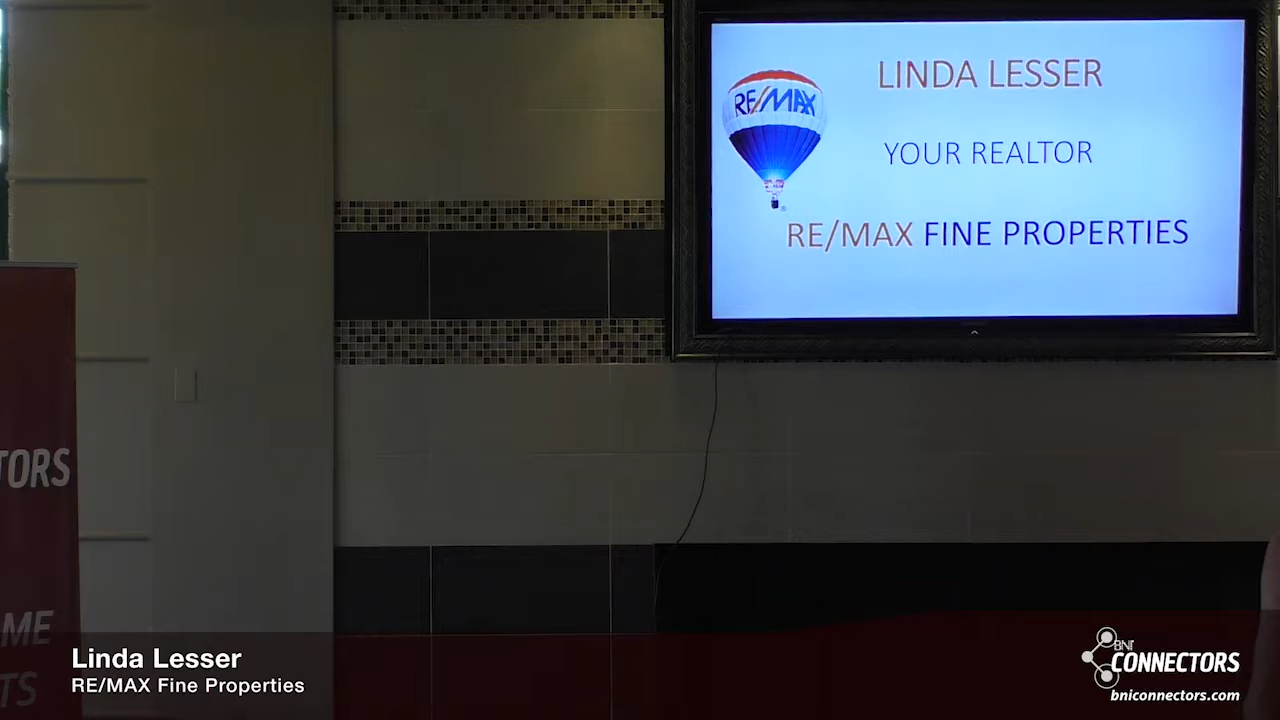 LINDA LESSER
RE/MAX
YOUR REALTOR
RE/MAX FINE PROPERTIES
TORS
ME
TS
Linda Lesser
RE/MAX Fine Properties
BNI
CONNECTORS
bniconnectors.com